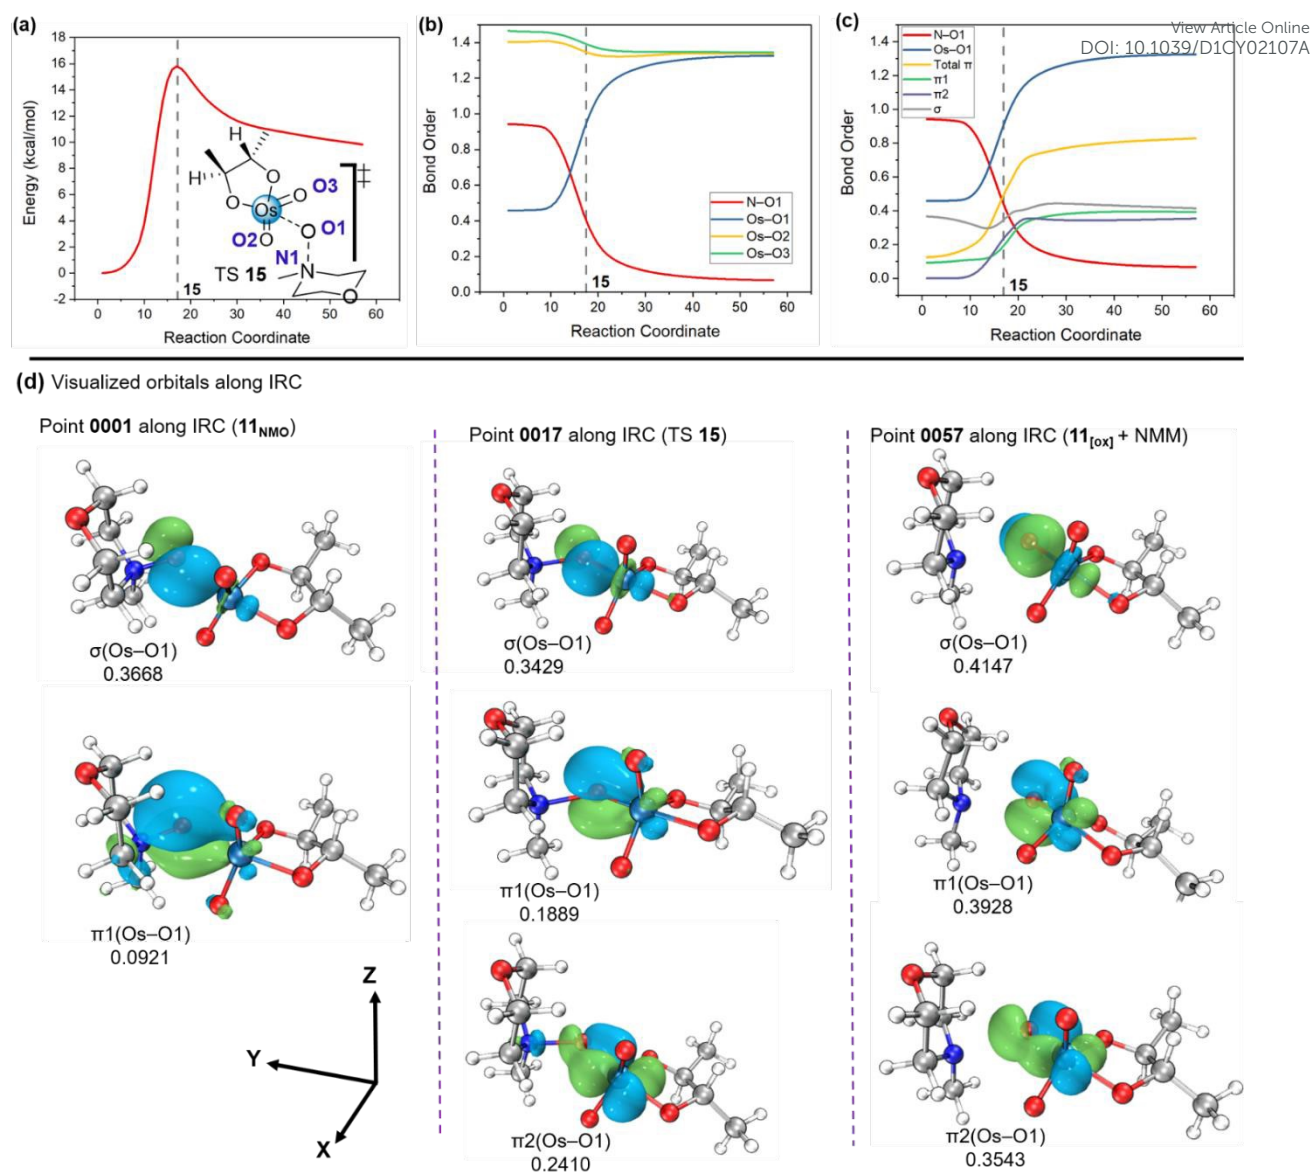 View Article Online
DOI: 10.1039/D1CY02107A
(a)
18
16
14
12
10
8
6
4
2
0
-2
Energy (kcal/mol)
0 10 20 30 40 50 60
Reaction Coordinate
15
H
H
O
O
Os
O
O3
O2
O
O
O1
N1
N
O
‡
TS 15
(b)
1.4
1.2
1.0
0.8
0.6
0.4
0.2
0.0
Bond Order
0 10 20 30 40 50 60
Reaction Coordinate
N–O1
Os–O1
Os–O2
Os–O3
15
(c)
1.4
1.2
1.0
0.8
0.6
0.4
0.2
0.0
Bond Order
0 10 20 30 40 50 60
Reaction Coordinate
N–O1
Os–O1
Total π
π1
π2
σ
15
(d) Visualized orbitals along IRC
Point 0001 along IRC (11NMO)
σ(Os–O1)
0.3668
π1(Os–O1)
0.0921
Z
Y
X
Point 0017 along IRC (TS 15)
σ(Os–O1)
0.3429
π1(Os–O1)
0.1889
π2(Os–O1)
0.2410
Point 0057 along IRC (11[ox] + NMM)
σ(Os–O1)
0.4147
π1(Os–O1)
0.3928
π2(Os–O1)
0.3543